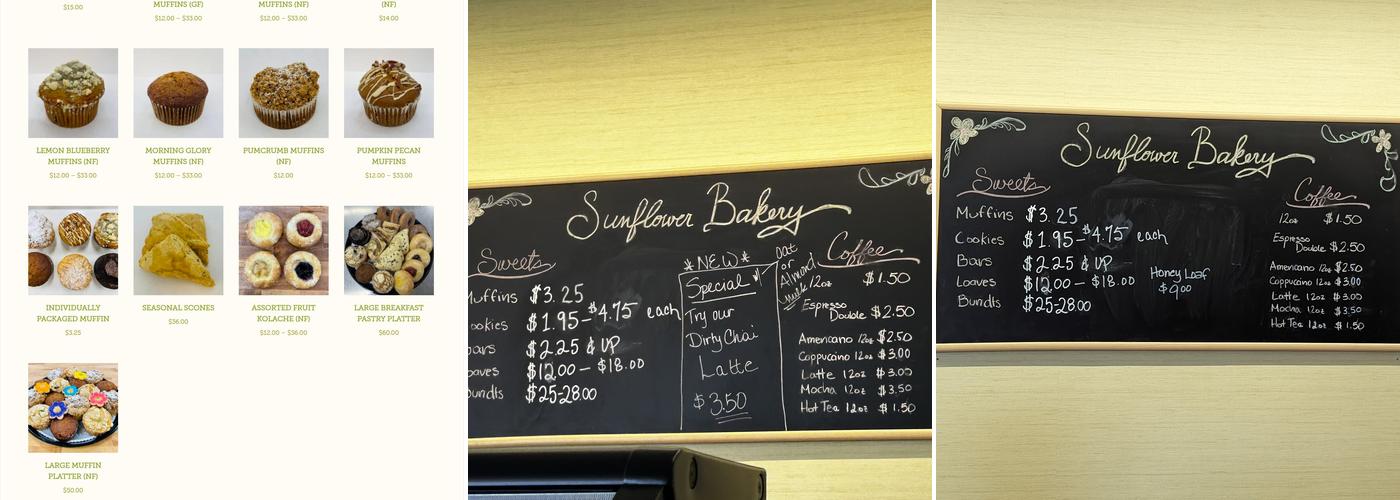 $15.00
MUFFINS (GF)
$12.00 – $33.00
MUFFINS (NF)
$12.00 – $33.00
(NF)
$14.00
LEMON BLUEBERRY
MUFFINS (NF)
$12.00 – $33.00
MORNING GLORY
MUFFINS (NF)
$12.00 – $33.00
PUMCRUMB MUFFINS
(NF)
$12.00
PUMPKIN PECAN
MUFFINS
$12.00 – $33.00
INDIVIDUALLY
PACKAGED MUFFIN
$3.25
SEASONAL SCONES
$36.00
ASSORTED FRUIT
KOLACHE (NF)
$12.00 – $36.00
LARGE BREAKFAST
PASTRY PLATTER
$60.00
LARGE MUFFIN
PLATTER (NF)
$50.00
Sunflower Bakery
Sweets
Muffins $3.25
ookies $1.95–$4.75 each
bars $2.25 & UP
oaves $12.00 – $18.00
bundts $25-28.00
*NEW*
Special
Try our
Dirty Chai
Latte
$3.50
Oat
or
Almond
milk
Coffee
12oz $1.50
Espresso
Double $2.50
Americano 12oz $2.50
Cappuccino 12oz $3.00
Latte 12oz $3.00
Mocha 12oz $3.50
Hot Tea 12oz $1.50
Sunflower Bakery
Sweets
Muffins $3.25
Cookies $1.95–$4.75 each
Bars $2.25 & UP
Loaves $12.00 – $18.00
Bundts $25-28.00
Honey Loaf
$9.00
Coffee
12oz $1.50
Espresso
Double $2.50
Americano 12oz $2.50
Cappuccino 12oz $3.00
Latte 12oz $3.00
Mocha 12oz $3.50
Hot Tea 12oz $1.50